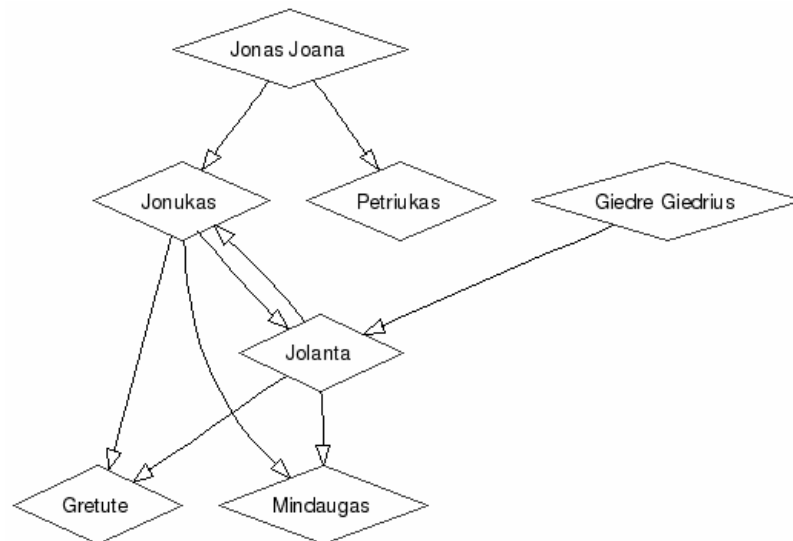 Jonas Joana
Jonukas
Petriukas
Giedre Giedrius
Jolanta
Gretute
Mindaugas